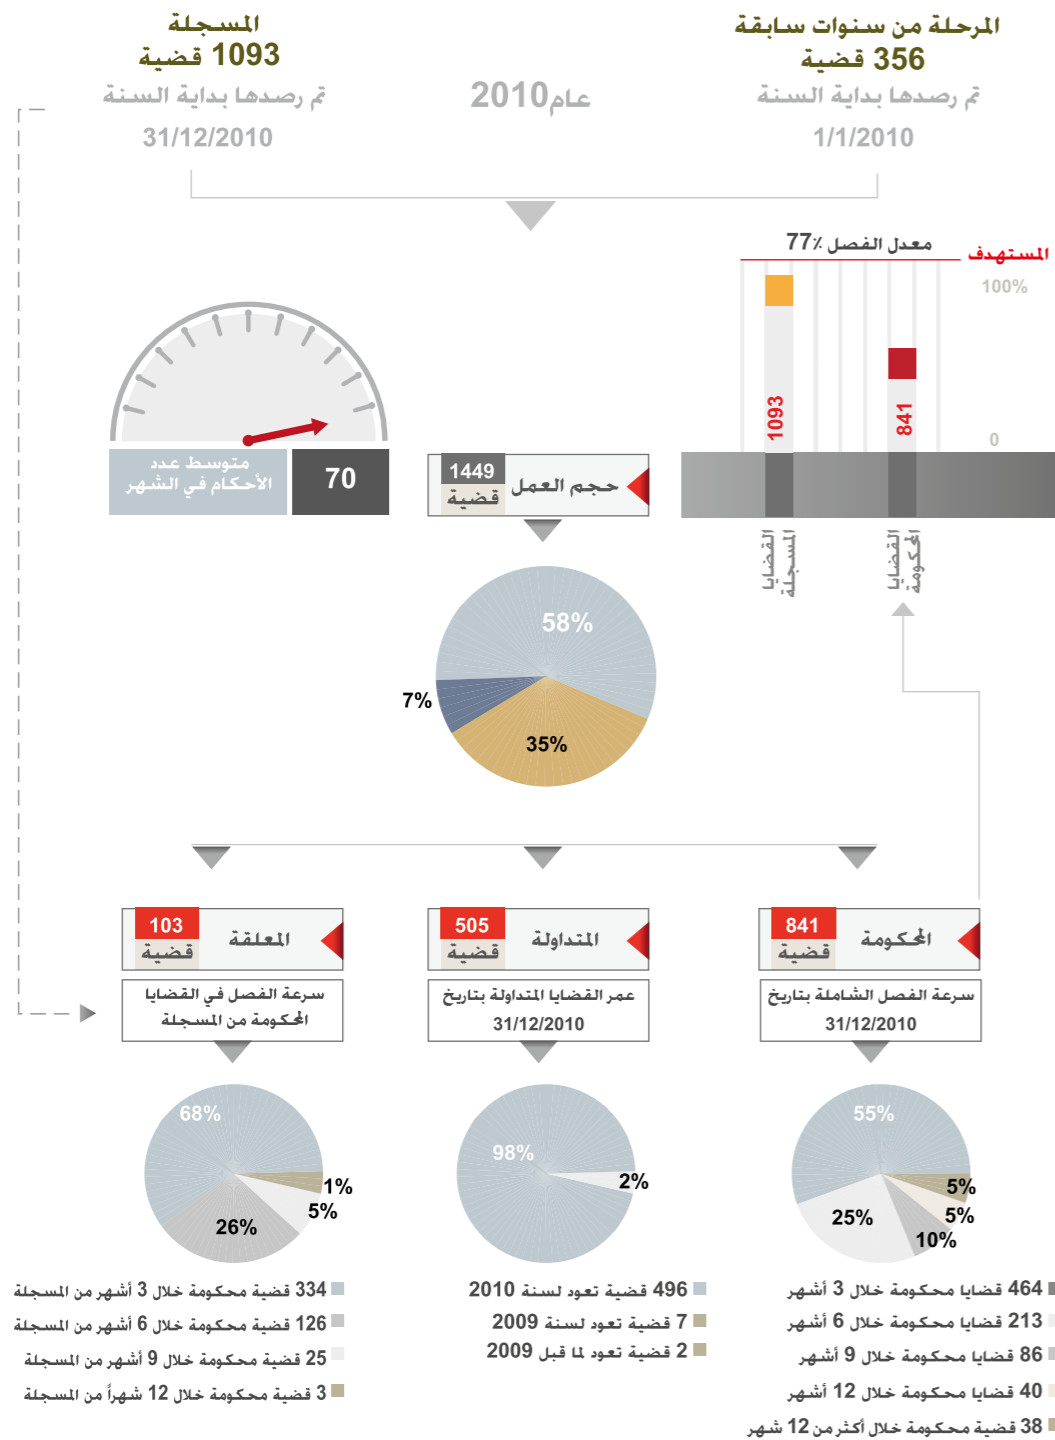 المرحلة من سنوات سابقة
356 قضية
تم رصدها بداية السنة
1/1/2010
عام2010
المسجلة
1093 قضية
تم رصدها بداية السنة
31/12/2010
معدل الفصل 77٪
المستهدف
100%
0
1093
841
القضايا المسجلة
القضايا المحكومة
متوسط عدد
الأحكام في الشهر
70
حجم العمل
1449
قضية
58%
7%
35%
المحكومة
841
قضية
سرعة الفصل الشاملة بتاريخ
31/12/2010
المتداولة
505
قضية
عمر القضايا المتداولة بتاريخ
31/12/2010
المعلقة
103
قضية
سرعة الفصل في القضايا
المحكومة من المسجلة
55%
5%
5%
10%
25%
464 قضايا محكومة خلال 3 أشهر
213 قضايا محكومة خلال 6 أشهر
86 قضايا محكومة خلال 9 أشهر
40 قضايا محكومة خلال 12 أشهر
38 قضية محكومة خلال أكثر من 12 شهر
98%
2%
496 قضية تعود لسنة 2010
7 قضية تعود لسنة 2009
2 قضية تعود لما قبل 2009
68%
1%
5%
26%
334 قضية محكومة خلال 3 أشهر من المسجلة
126 قضية محكومة خلال 6 أشهر من المسجلة
25 قضية محكومة خلال 9 أشهر من المسجلة
3 قضية محكومة خلال 12 شهراً من المسجلة